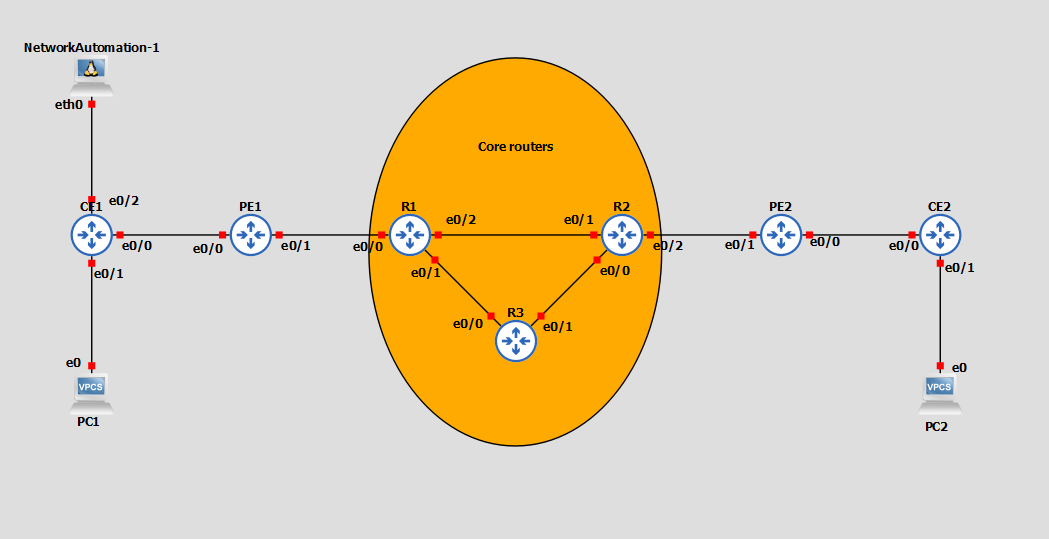 NetworkAutomation-1
eth0
Core routers
CE1
e0/2
PE1
R1
e0/2
e0/1
R2
PE2
CE2
e0/0
e0/0
e0/1
e0/0
e0/2
e0/1
e0/0
e0/0
e0/1
e0/1
e0/0
e0/1
R3
e0/0
e0/1
e0
VPCS
PC1
e0
VPCS
PC2